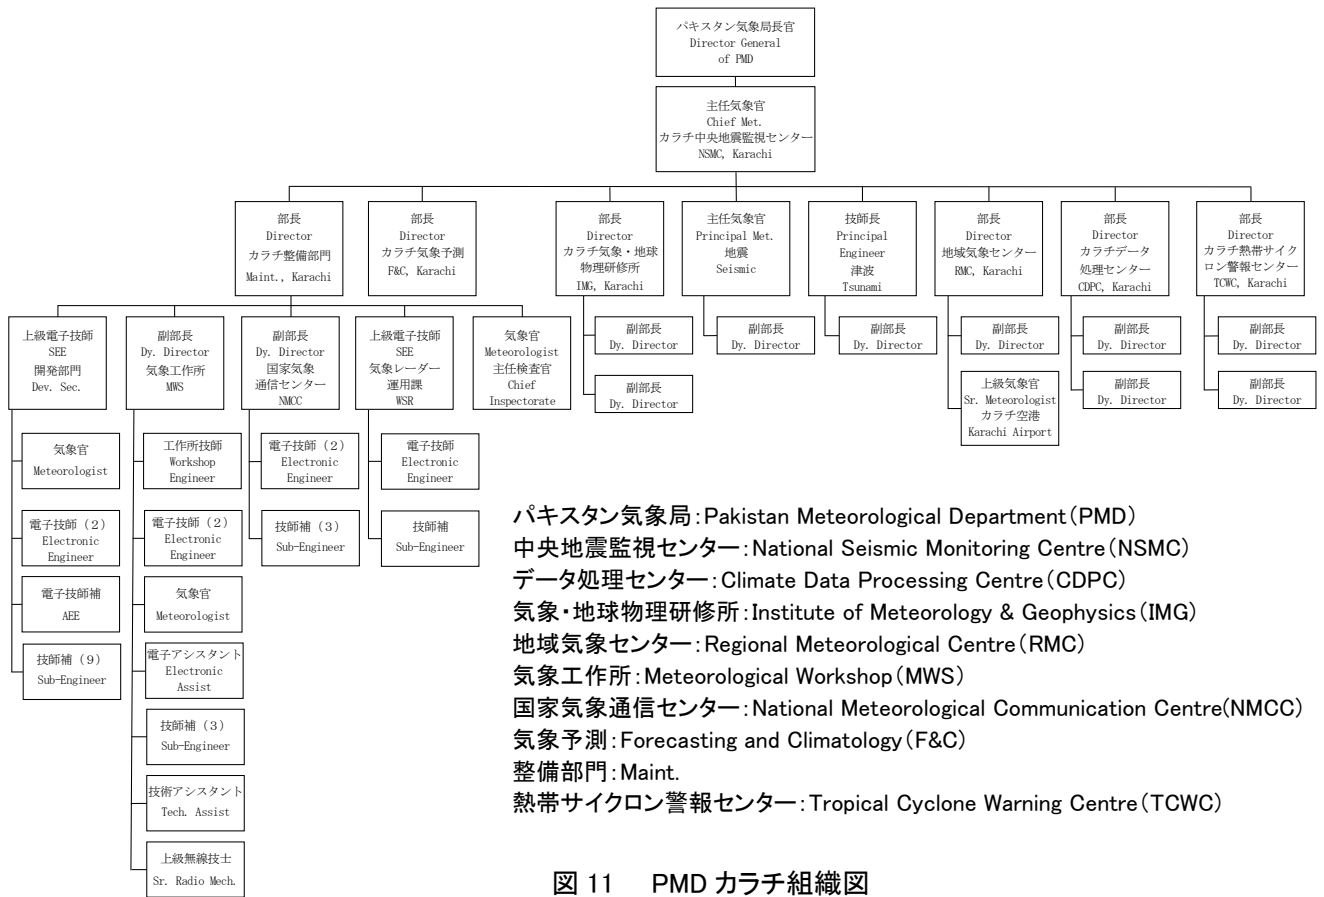 パキスタン気象局長官
Director General
of PMD
主任気象官
Chief Met.
カラチ中央地震監視センター
NSMC, Karachi
部長
Director
カラチ整備部門
Maint., Karachi
部長
Director
カラチ気象予測
F&C, Karachi
部長
Director
カラチ気象・地球
物理研修所
IMG, Karachi
主任気象官
Principal Met.
地震
Seismic
技師長
Principal
Engineer
津波
Tsunami
部長
Director
地域気象センター
RMC, Karachi
部長
Director
カラチデータ
処理センター
CDPC, Karachi
部長
Director
カラチ熱帯サイク
ロン警報センター
TCWC, Karachi
上級電子技師
SEE
開発部門
Dev. Sec.
副部長
Dy. Director
気象工作所
MWS
副部長
Dy. Director
国家気象
通信センター
NMCC
上級電子技師
SEE
気象レーダー
運用課
WSR
気象官
Meteorologist
主任検査官
Chief
Inspectorate
副部長
Dy. Director
副部長
Dy. Director
副部長
Dy. Director
副部長
Dy. Director
副部長
Dy. Director
上級気象官
Sr. Meteorologist
カラチ空港
Karachi Airport
副部長
Dy. Director
副部長
Dy. Director
副部長
Dy. Director
副部長
Dy. Director
気象官
Meteorologist
電子技師（2）
Electronic
Engineer
電子技師補
AEE
技師補（9）
Sub-Engineer
工作所技師
Workshop
Engineer
電子技師（2）
Electronic
Engineer
気象官
Meteorologist
電子アシスタント
Electronic
Assist
技師補（3）
Sub-Engineer
技術アシスタント
Tech. Assist
上級無線技士
Sr. Radio Mech.
電子技師（2）
Electronic
Engineer
技師補（3）
Sub-Engineer
電子技師
Electronic
Engineer
技師補
Sub-Engineer
パキスタン気象局：Pakistan Meteorological Department（PMD）
中央地震監視センター：National Seismic Monitoring Centre（NSMC）
データ処理センター：Climate Data Processing Centre（CDPC）
気象・地球物理研修所：Institute of Meteorology & Geophysics（IMG）
地域気象センター：Regional Meteorological Centre（RMC）
気象工作所：Meteorological Workshop（MWS）
国家気象通信センター：National Meteorological Communication Centre(NMCC）
気象予測：Forecasting and Climatology（F&C）
整備部門：Maint.
熱帯サイクロン警報センター：Tropical Cyclone Warning Centre（TCWC）
図 11 PMD カラチ組織図